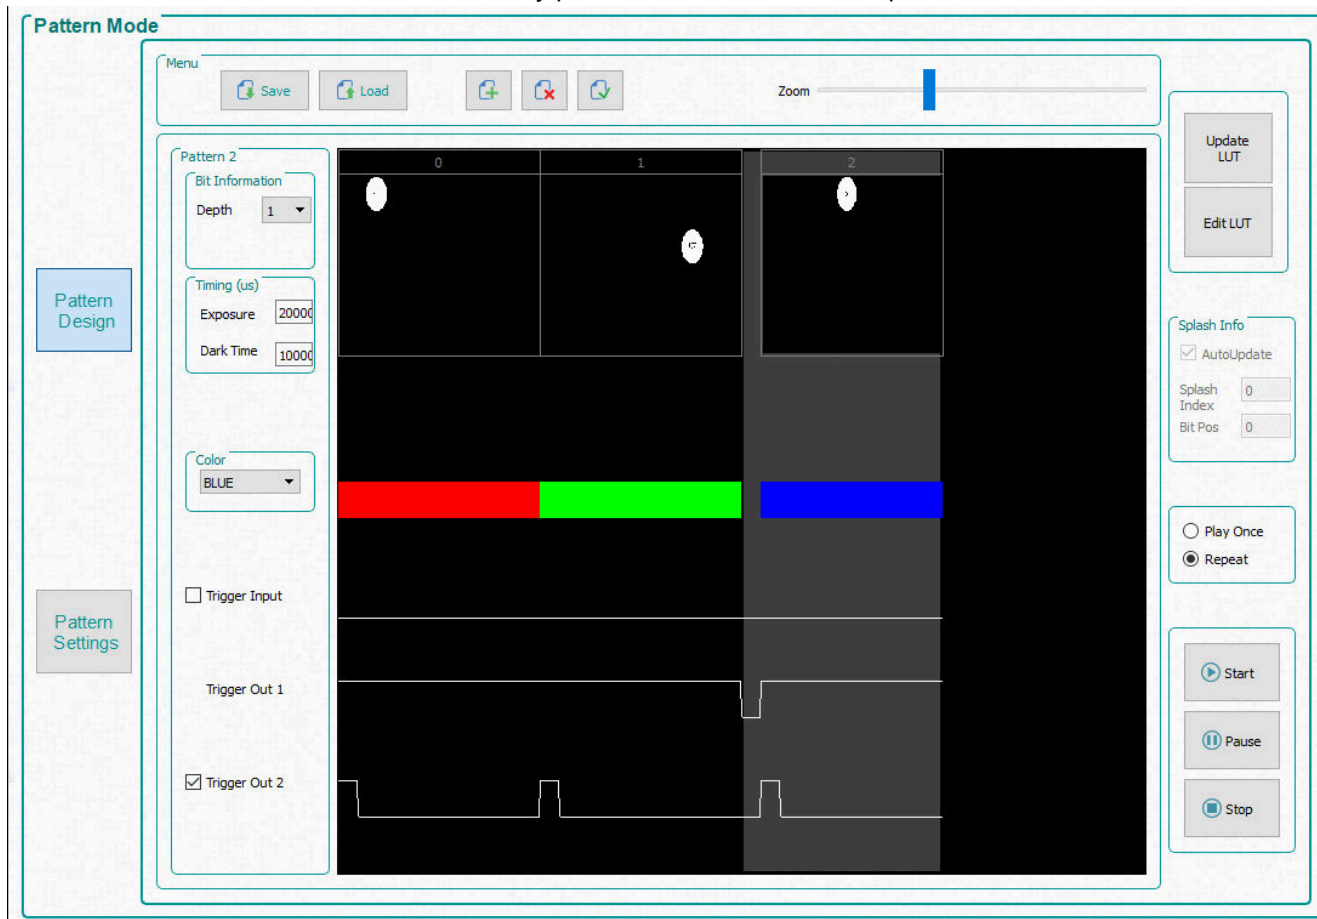 Pattern Mode
Menu
Save
Load
Zoom
Pattern 2
Bit Information
Depth 1
Timing (us)
Exposure 20000
Dark Time 10000
Color
BLUE
Trigger Input
Trigger Out 1
Trigger Out 2
0 1 2
Pattern
Design
Pattern
Settings
Update
LUT
Edit LUT
Splash Info
AutoUpdate
Splash
Index
0
Bit Pos 0
Play Once
Repeat
Start
Pause
Stop